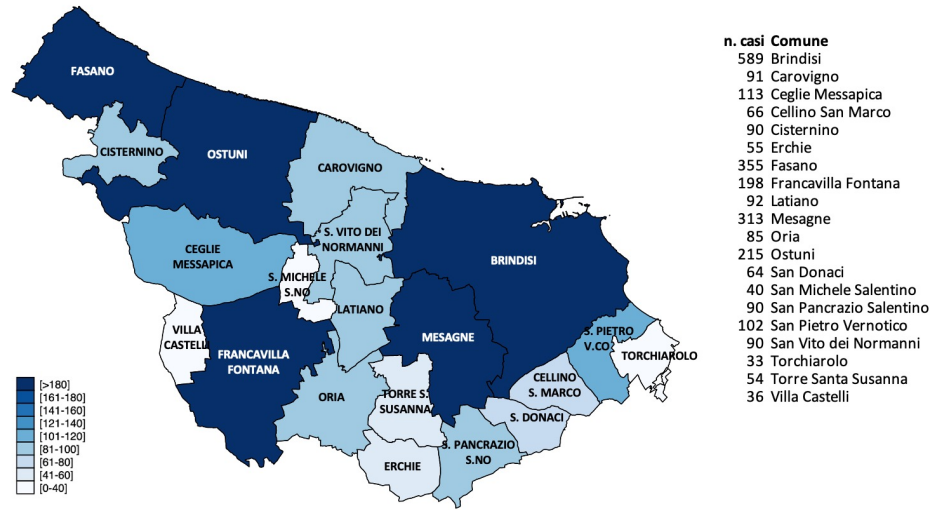 FASANO
CISTERNINO
OSTUNI
CAROVIGNO
S. VITO DEI
NORMANNI
CEGLIE
MESSAPICA
S. MICHELE
S.NO
BRINDISI
LATIANO
VILLA
CASTELLI
FRANCAVILLA
FONTANA
MESAGNE
S. PIETRO
V.CO
TORCHIAROLO
CELLINO
S. MARCO
ORIA
TORRE S.
SUSANNA
S. DONACI
S. PANCRAZIO
S.NO
ERCHIE
[>180]
[161-180]
[141-160]
[121-140]
[101-120]
[81-100]
[61-80]
[41-60]
[0-40]
n. casi Comune
589 Brindisi
91 Carovigno
113 Ceglie Messapica
66 Cellino San Marco
90 Cisternino
55 Erchie
355 Fasano
198 Francavilla Fontana
92 Latiano
313 Mesagne
85 Oria
215 Ostuni
64 San Donaci
40 San Michele Salentino
90 San Pancrazio Salentino
102 San Pietro Vernotico
90 San Vito dei Normanni
33 Torchiarolo
54 Torre Santa Susanna
36 Villa Castelli